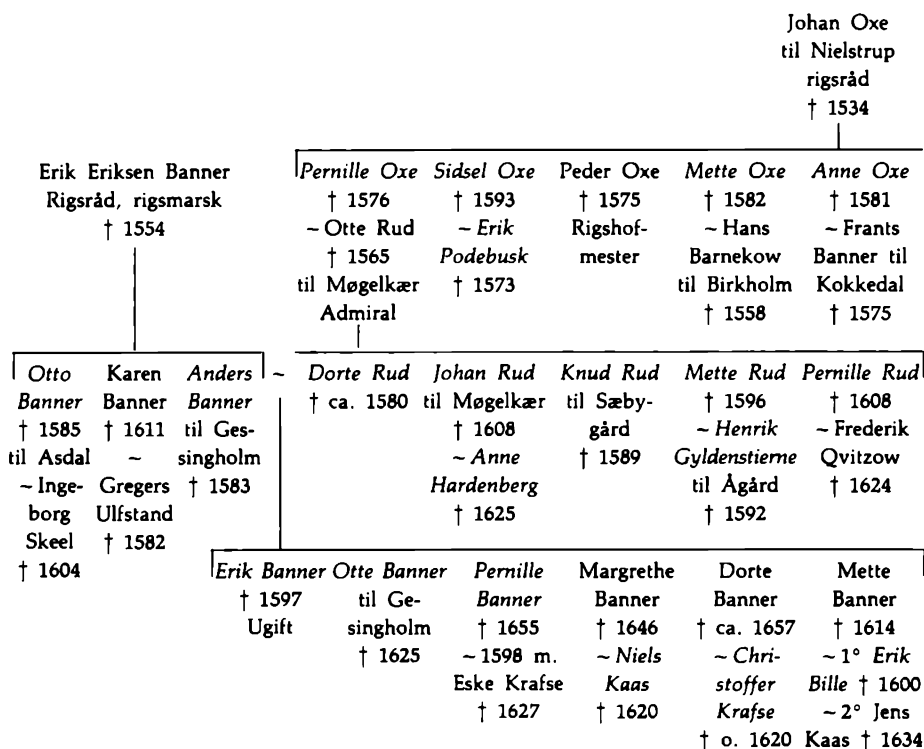 Johan Oxe
til Nielstrup
rigsråd
† 1534
Erik Eriksen Banner
Rigsråd, rigsmarsk
† 1554
Pernille Oxe
† 1576
~ Otte Rud
† 1565
til Møgelkær
Admiral
Sidsel Oxe
† 1593
~ Erik
Podebusk
† 1573
Peder Oxe
† 1575
Rigshof-
mester
Mette Oxe
† 1582
~ Hans
Barnekow
til Birkholm
† 1558
Anne Oxe
† 1581
~ Frants
Banner til
Kokkedal
† 1575
Otto
Banner
† 1585
til Asdal
~ Inge-
borg
Skeel
† 1604
Karen
Banner
† 1611
~
Gregers
Ulfstand
† 1582
Anders
Banner
til Ges-
singholm
† 1583
~
Dorte Rud
† ca. 1580
Johan Rud
til Møgelkær
† 1608
~ Anne
Hardenberg
† 1625
Knud Rud
til Sæby-
gård
† 1589
Mette Rud
† 1596
~ Henrik
Gyldenstierne
til Ågård
† 1592
Pernille Rud
† 1608
~ Frederik
Qvitzow
† 1624
Erik Banner
† 1597
Ugift
Otte Banner
til Ge-
singholm
† 1625
Pernille
Banner
† 1655
~ 1598 m.
Eske Krafse
† 1627
Margrethe
Banner
† 1646
~ Niels
Kaas
† 1620
Dorte
Banner
† ca. 1657
~ Chri-
stoffer
Krafse
† o. 1620
Mette
Banner
† 1614
~ 1° Erik
Bille † 1600
~ 2° Jens
Kaas † 1634